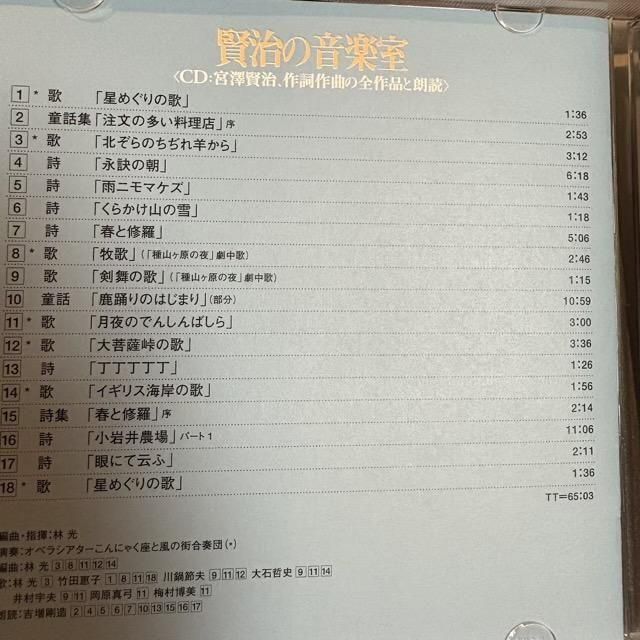 賢治の音楽室
〈CD:宮澤賢治、作詞作曲の全作品と朗読〉
1 * 歌 「星めぐりの歌」 1:36
2 童話集 「注文の多い料理店」序 2:53
3 * 歌 「北ぞらのちぢれ羊から」 3:12
4 詩 「永訣の朝」 6:18
5 詩 「雨ニモマケズ」 1:43
6 詩 「くらかけ山の雪」 1:18
7 詩 「春と修羅」 5:06
8 * 歌 「牧歌」(「種山ヶ原の夜」劇中歌) 2:46
9 歌 「剣舞の歌」(「種山ヶ原の夜」劇中歌) 1:15
10 童話 「鹿踊りのはじまり」(部分) 10:59
11 * 歌 「月夜のでんしんばしら」 3:00
12 * 歌 「大菩薩峠の歌」 3:36
13 詩 「丁丁丁丁丁」 1:26
14 * 歌 「イギリス海岸の歌」 1:56
15 詩集 「春と修羅」序 2:14
16 詩 「小岩井農場」パート1 11:06
17 詩 「眼にて云ふ」 2:11
18 * 歌 「星めぐりの歌」 1:36
TT=65:03
編曲・指揮:林 光
演奏:オペラシアターこんにゃく座と風の街合奏団(*)
編曲:林 光 3 8 11 12 14
歌:林 光 3 竹田恵子 1 8 11 18 川鍋節夫 9 11 12 大石哲史 9 11 14
井村宇夫 9 11 岡原真弓 11 梅村博美 11
朗読:吉増剛造 2 4 5 6 7 10 13 15 16 17